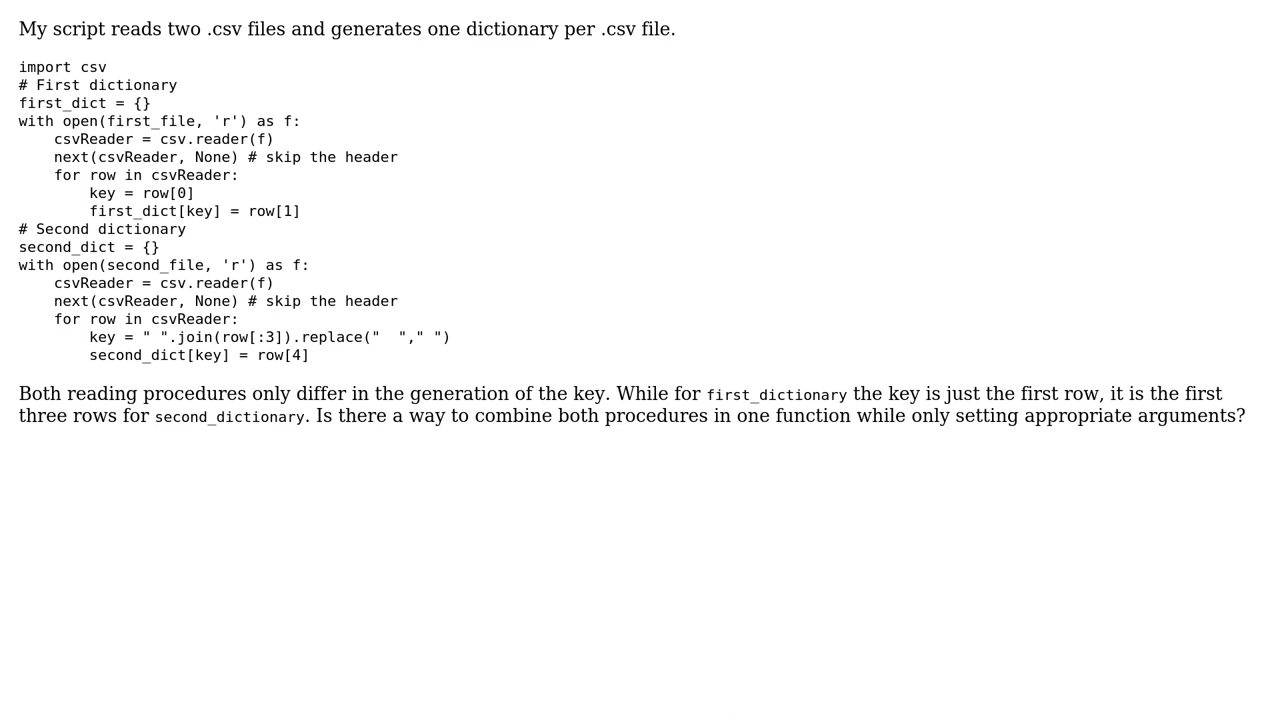 My script reads two .csv files and generates one dictionary per .csv file.
import csv
# First dictionary
first_dict = {}
with open(first_file, 'r') as f:
    csvReader = csv.reader(f)
    next(csvReader, None) # skip the header
    for row in csvReader:
        key = row[0]
        first_dict[key] = row[1]
# Second dictionary
second_dict = {}
with open(second_file, 'r') as f:
    csvReader = csv.reader(f)
    next(csvReader, None) # skip the header
    for row in csvReader:
        key = " ".join(row[:3]).replace("  "," ")
        second_dict[key] = row[4]
Both reading procedures only differ in the generation of the key. While for first_dictionary the key is just the first row, it is the first
three rows for second_dictionary. Is there a way to combine both procedures in one function while only setting appropriate arguments?